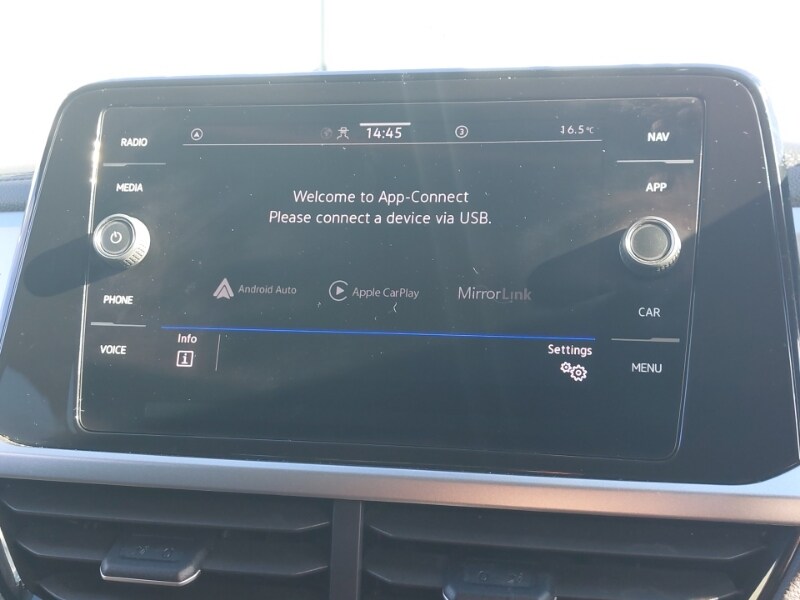 RADIO
MEDIA
PHONE
VOICE
14:45
3
16.5°C
Welcome to App-Connect
Please connect a device via USB.
Android Auto
Apple CarPlay
MirrorLink
Info
i
Settings
NAV
APP
CAR
MENU